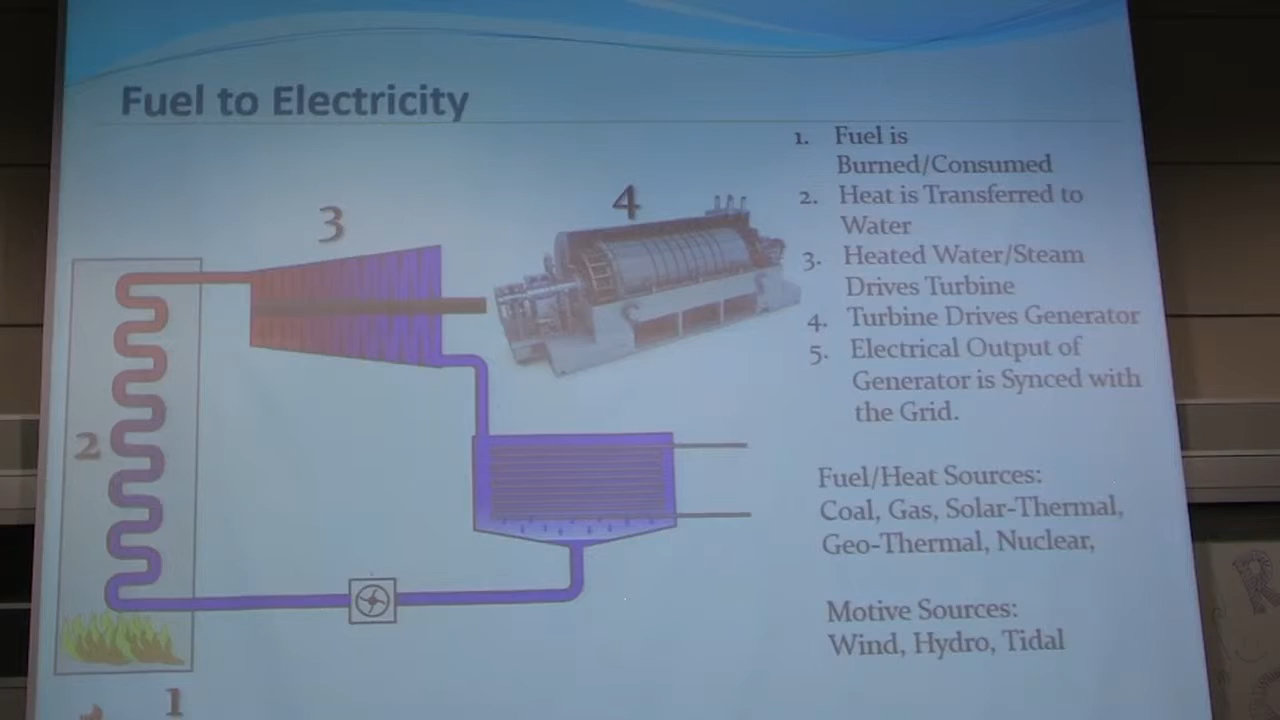 Fuel to Electricity
1. Fuel is
Burned/Consumed
2. Heat is Transferred to
Water
3. Heated Water/Steam
Drives Turbine
4. Turbine Drives Generator
5. Electrical Output of
Generator is Synced with
the Grid.
Fuel/Heat Sources:
Coal, Gas, Solar-Thermal,
Geo-Thermal, Nuclear,
Motive Sources:
Wind, Hydro, Tidal
3
4
2
1
R